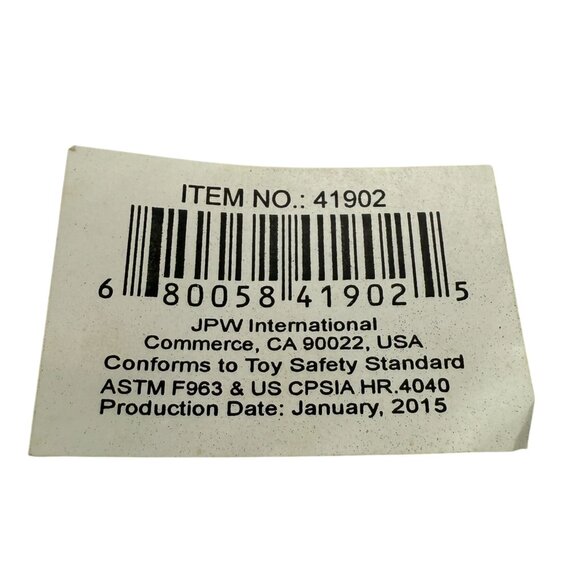 ITEM NO.: 41902
6 80058 41902 5
JPW International
Commerce, CA 90022, USA
Conforms to Toy Safety Standard
ASTM F963 & US CPSIA HR.4040
Production Date: January, 2015